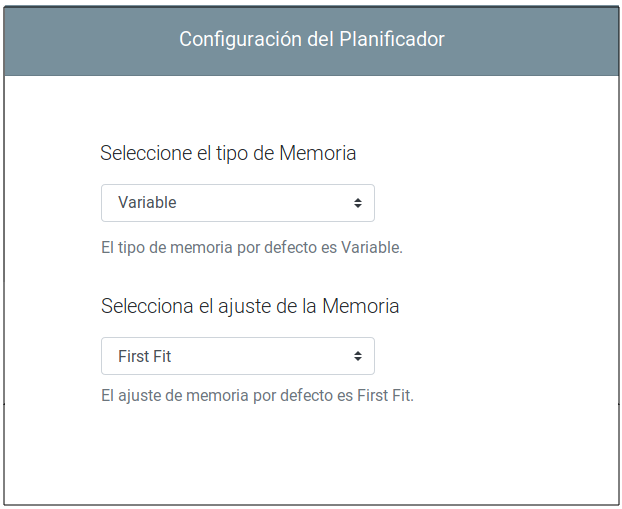 Configuración del Planificador
Seleccione el tipo de Memoria
Variable
El tipo de memoria por defecto es Variable.
Selecciona el ajuste de la Memoria
First Fit
El ajuste de memoria por defecto es First Fit.